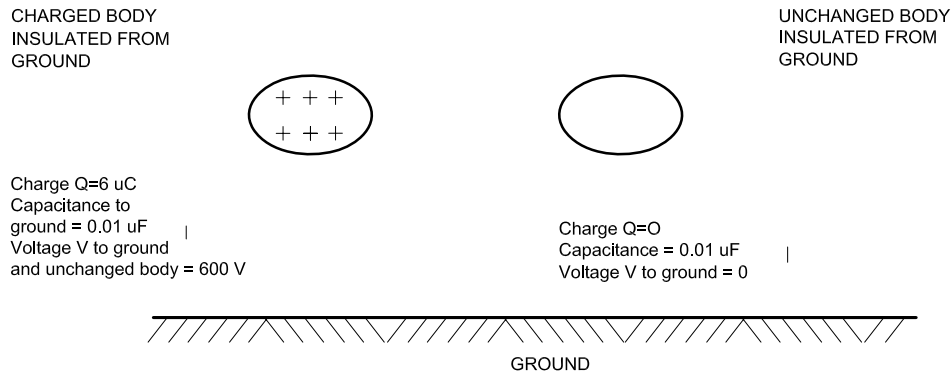 CHARGED BODY
INSULATED FROM
GROUND
UNCHANGED BODY
INSULATED FROM
GROUND
+ + +
+ + +
Charge Q=6 uC
Capacitance to
ground = 0.01 uF
Voltage V to ground
and unchanged body = 600 V
Charge Q=O
Capacitance = 0.01 uF
Voltage V to ground = 0
GROUND